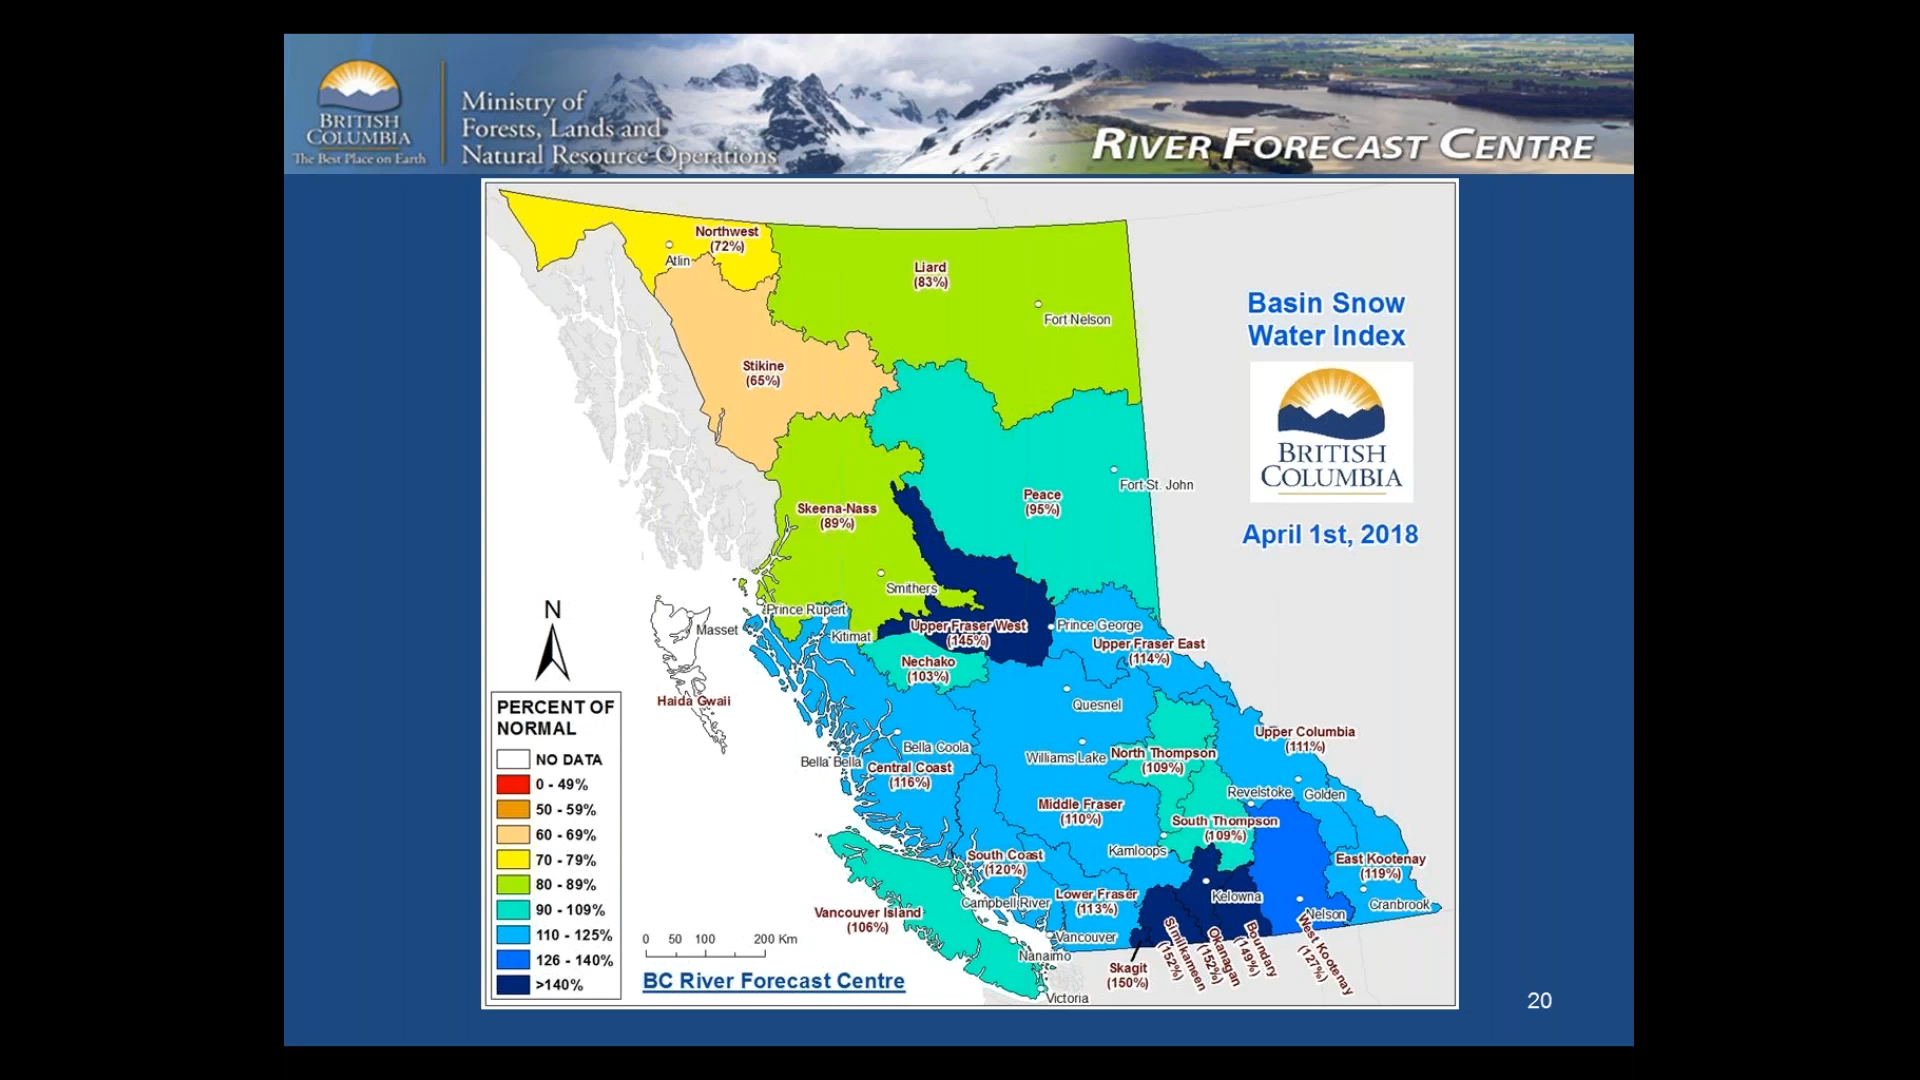 BRITISH
COLUMBIA
The Best Place on Earth
Ministry of
Forests, Lands and
Natural Resource Operations
RIVER FORECAST CENTRE
Northwest
(72%)
Atlin
Liard
(83%)
Fort Nelson
Basin Snow
Water Index
BRITISH
COLUMBIA
April 1st, 2018
Stikine
(65%)
Skeena-Nass
(89%)
Peace
(95%)
Fort St. John
Smithers
Prince Rupert
Masset
Kitimat
Upper Fraser West
(145%)
Prince George
Upper Fraser East
(114%)
Nechako
(103%)
Haida Gwaii
Quesnel
Upper Columbia
(111%)
Bella Coola
Bella Bella
Central Coast
(116%)
Williams Lake
North Thompson
(109%)
Revelstoke
Golden
Middle Fraser
(110%)
South Thompson
(109%)
Kamloops
South Coast
(120%)
East Kootenay
(119%)
Campbell River
Lower Fraser
(113%)
Kelowna
Nelson
Cranbrook
Vancouver Island
(106%)
Vancouver
Nanaimo
Victoria
Skagit
(150%)
Similkameen
(152%)
Okanagan
(152%)
Boundary
(149%)
West Kootenay
(127%)
N
PERCENT OF
NORMAL
NO DATA
0 - 49%
50 - 59%
60 - 69%
70 - 79%
80 - 89%
90 - 109%
110 - 125%
126 - 140%
>140%
0 50 100 200 Km
BC River Forecast Centre
20